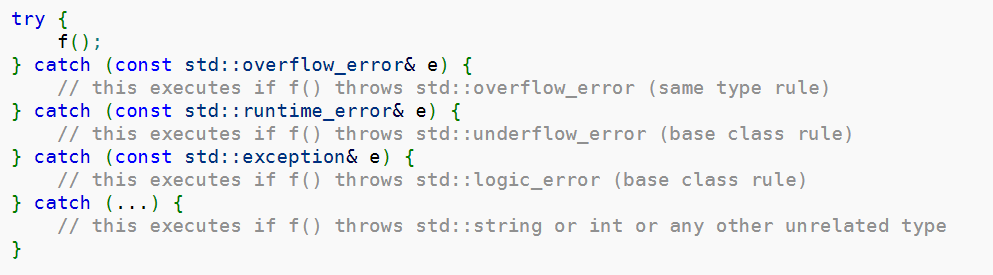 try {
    f();
} catch (const std::overflow_error& e) {
    // this executes if f() throws std::overflow_error (same type rule)
} catch (const std::runtime_error& e) {
    // this executes if f() throws std::underflow_error (base class rule)
} catch (const std::exception& e) {
    // this executes if f() throws std::logic_error (base class rule)
} catch (...) {
    // this executes if f() throws std::string or int or any other unrelated type
}